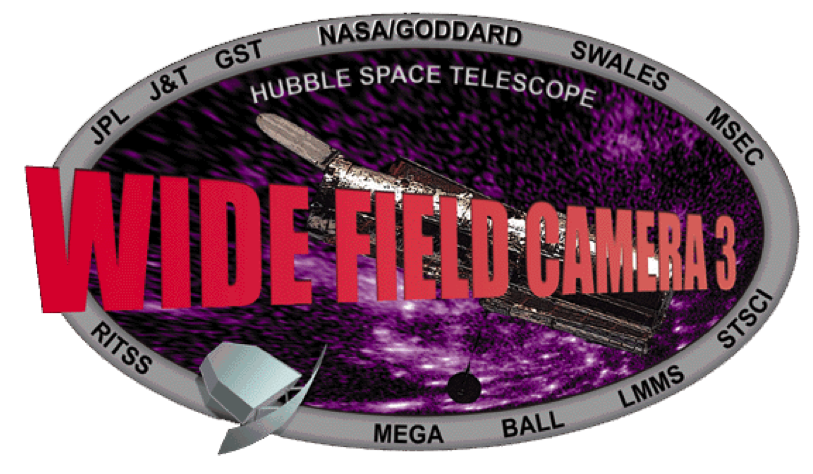 JPL
J&T
GST
NASA/GODDARD
SWALES
MSEC
HUBBLE SPACE TELESCOPE
WIDE FIELD CAMERA 3
RITSS
MEGA
BALL
LMMS
STSCI